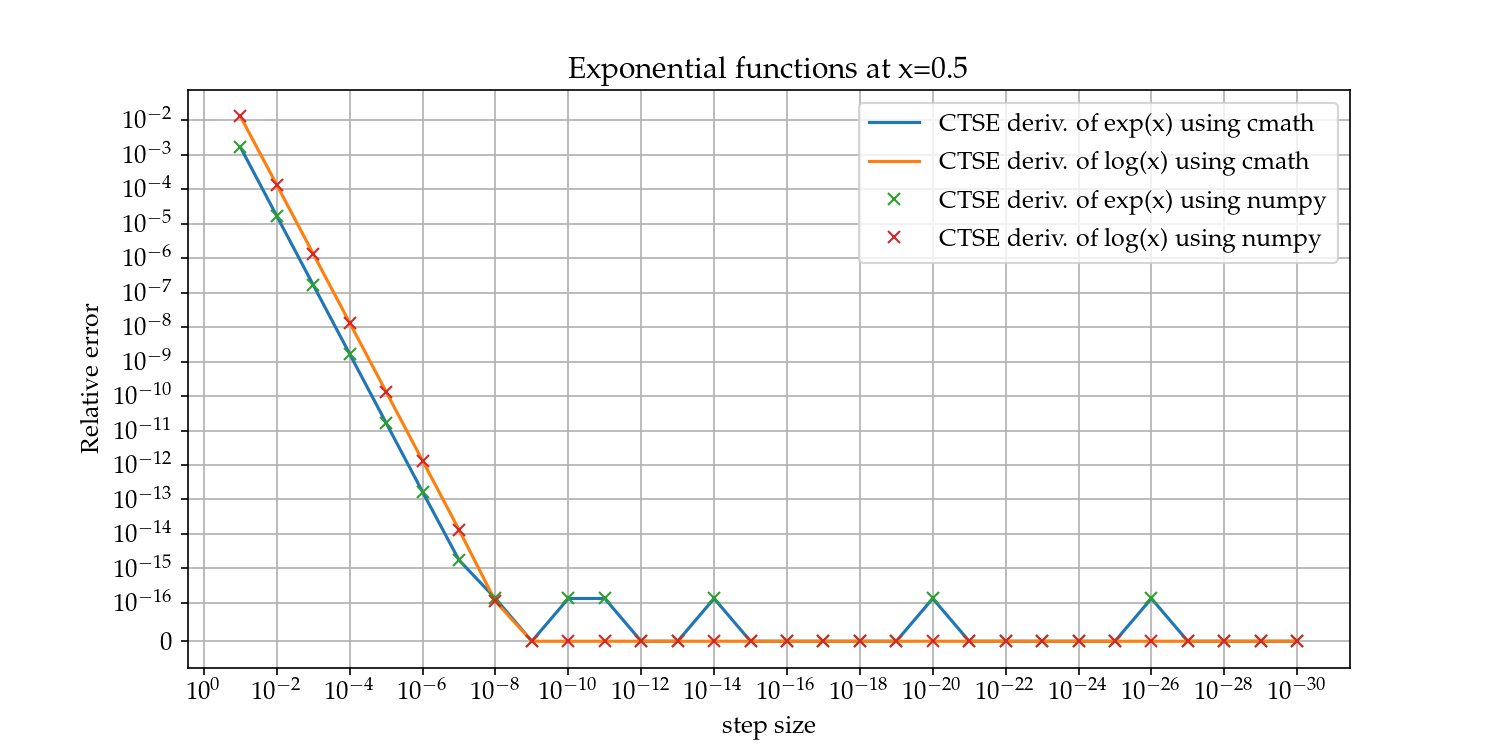 Exponential functions at x=0.5
CTSE deriv. of exp(x) using cmath
CTSE deriv. of log(x) using cmath
CTSE deriv. of exp(x) using numpy
CTSE deriv. of log(x) using numpy
Relative error
10⁻²
10⁻³
10⁻⁴
10⁻⁵
10⁻⁶
10⁻⁷
10⁻⁸
10⁻⁹
10⁻¹⁰
10⁻¹¹
10⁻¹²
10⁻¹³
10⁻¹⁴
10⁻¹⁵
10⁻¹⁶
0
10⁰ 10⁻² 10⁻⁴ 10⁻⁶ 10⁻⁸ 10⁻¹⁰ 10⁻¹² 10⁻¹⁴ 10⁻¹⁶ 10⁻¹⁸ 10⁻²⁰ 10⁻²² 10⁻²⁴ 10⁻²⁶ 10⁻²⁸ 10⁻³⁰
step size